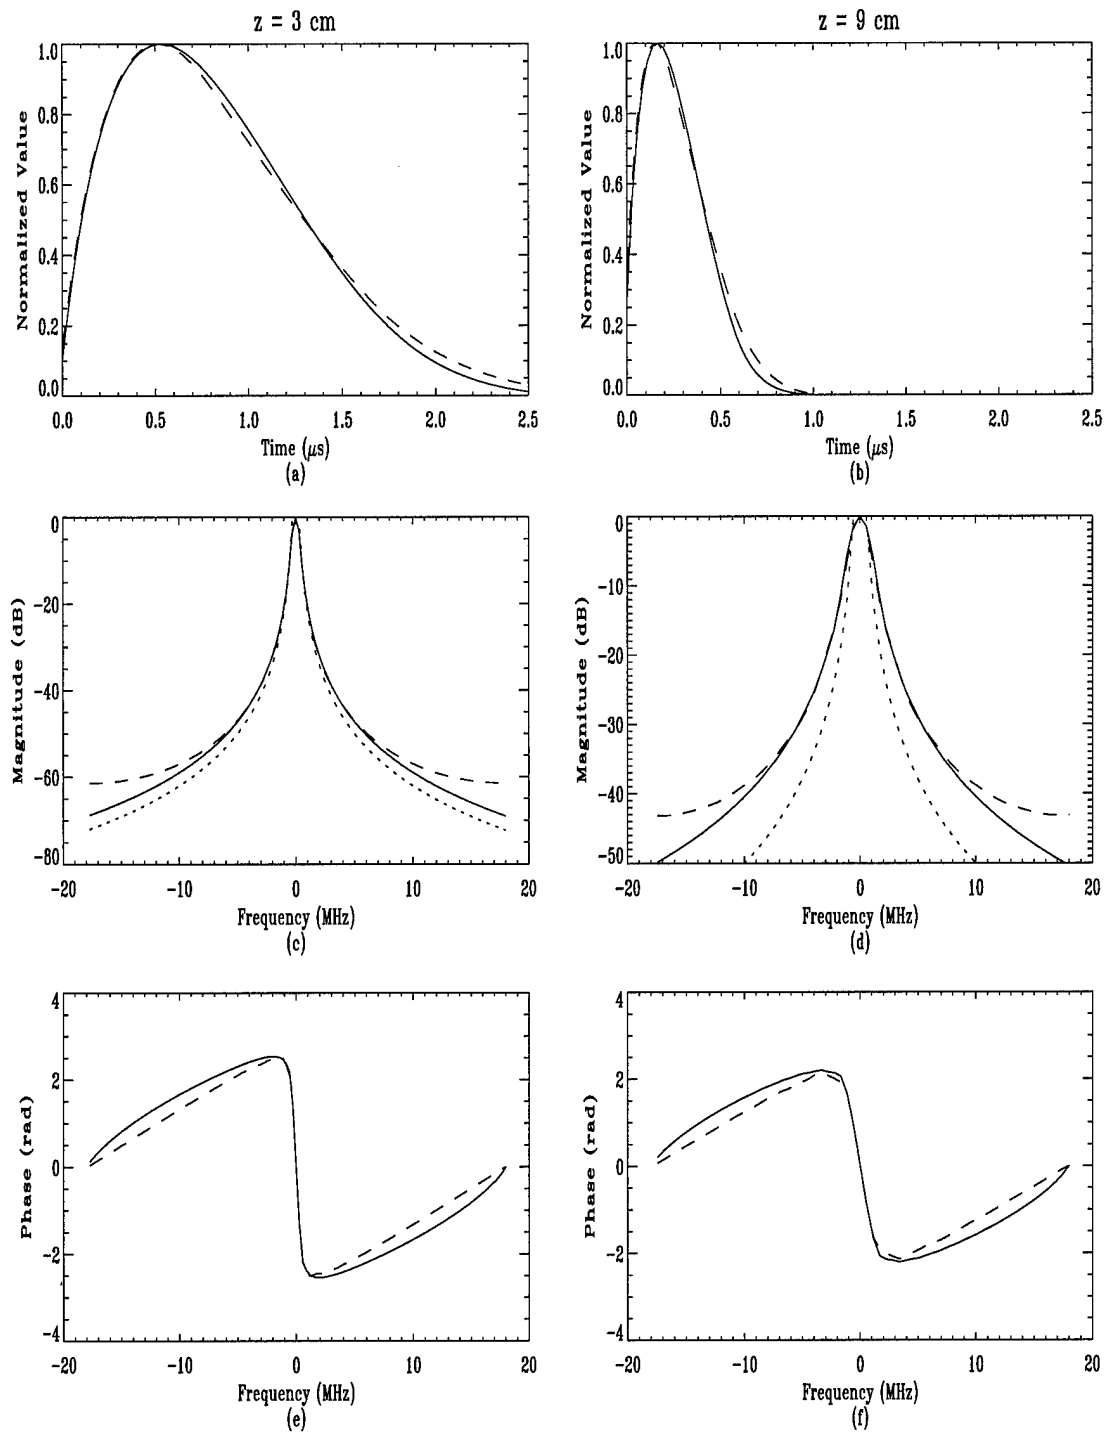 z = 3 cm
z = 9 cm
1.0
0.8
0.6
0.4
0.2
0.0
Normalized Value
0.0 0.5 1.0 1.5 2.0 2.5
Time (μs)
(a)
1.0
0.8
0.6
0.4
0.2
0.0
Normalized Value
0.0 0.5 1.0 1.5 2.0 2.5
Time (μs)
(b)
0
-20
-40
-60
-80
Magnitude (dB)
-20 -10 0 10 20
Frequency (MHz)
(c)
0
-10
-20
-30
-40
-50
Magnitude (dB)
-20 -10 0 10 20
Frequency (MHz)
(d)
4
2
0
-2
-4
Phase (rad)
-20 -10 0 10 20
Frequency (MHz)
(e)
4
2
0
-2
-4
Phase (rad)
-20 -10 0 10 20
Frequency (MHz)
(f)